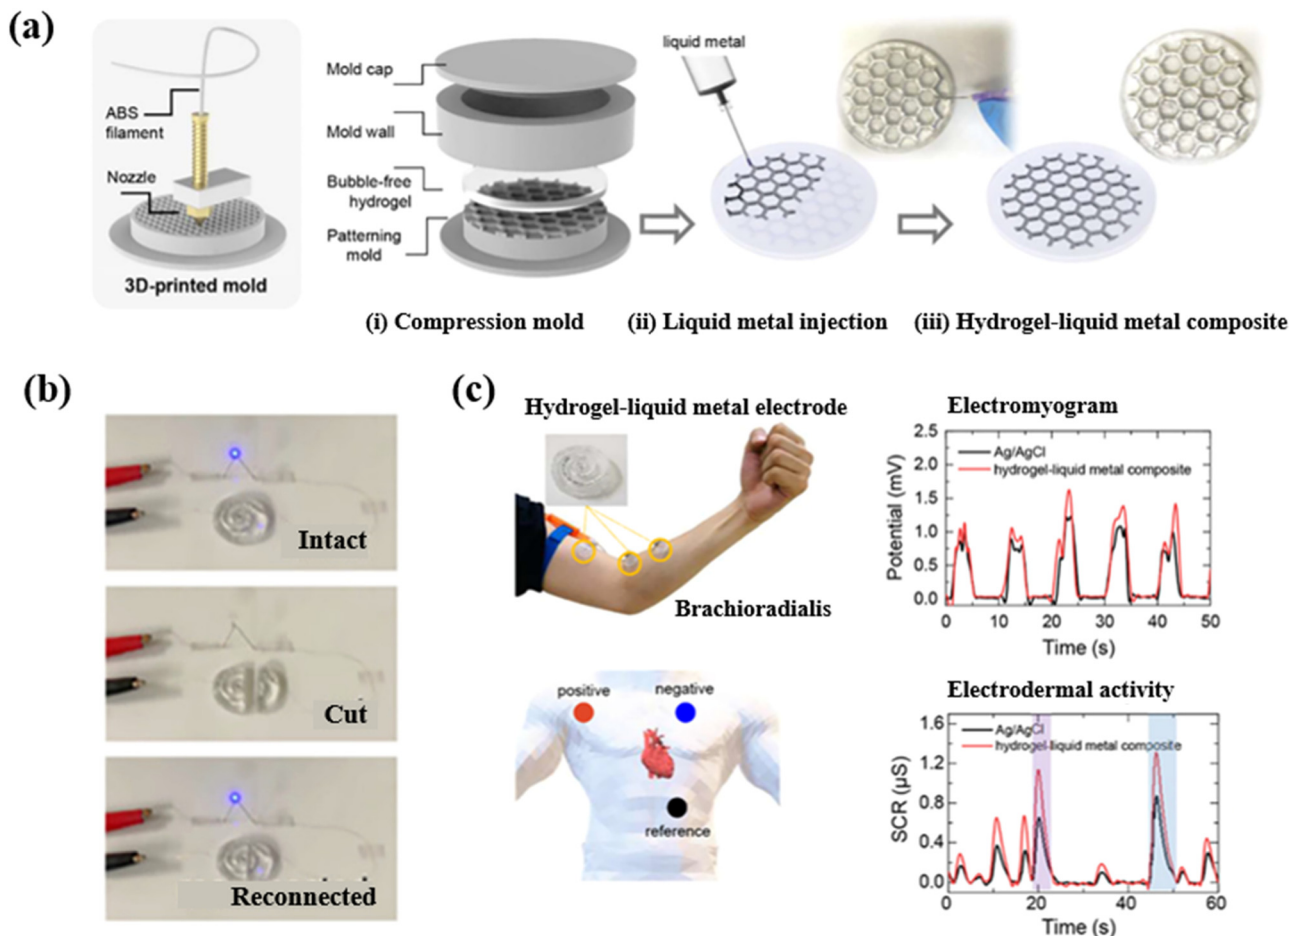 (a)
ABS
filament
Nozzle
3D-printed mold
Mold cap
Mold wall
Bubble-free
hydrogel
Patterning
mold
(i) Compression mold
liquid metal
(ii) Liquid metal injection
(iii) Hydrogel-liquid metal composite
(b)
Intact
Cut
Reconnected
(c)
Hydrogel-liquid metal electrode
Brachioradialis
positive
negative
reference
Electromyogram
Ag/AgCl
hydrogel-liquid metal composite
Potential (mV)
2.5
2.0
1.5
1.0
0.5
0.0
0 10 20 30 40 50
Time (s)
Electrodermal activity
Ag/AgCl
hydrogel-liquid metal composite
SCR (µS)
1.6
1.2
0.8
0.4
0.0
0 20 40 60
Time (s)